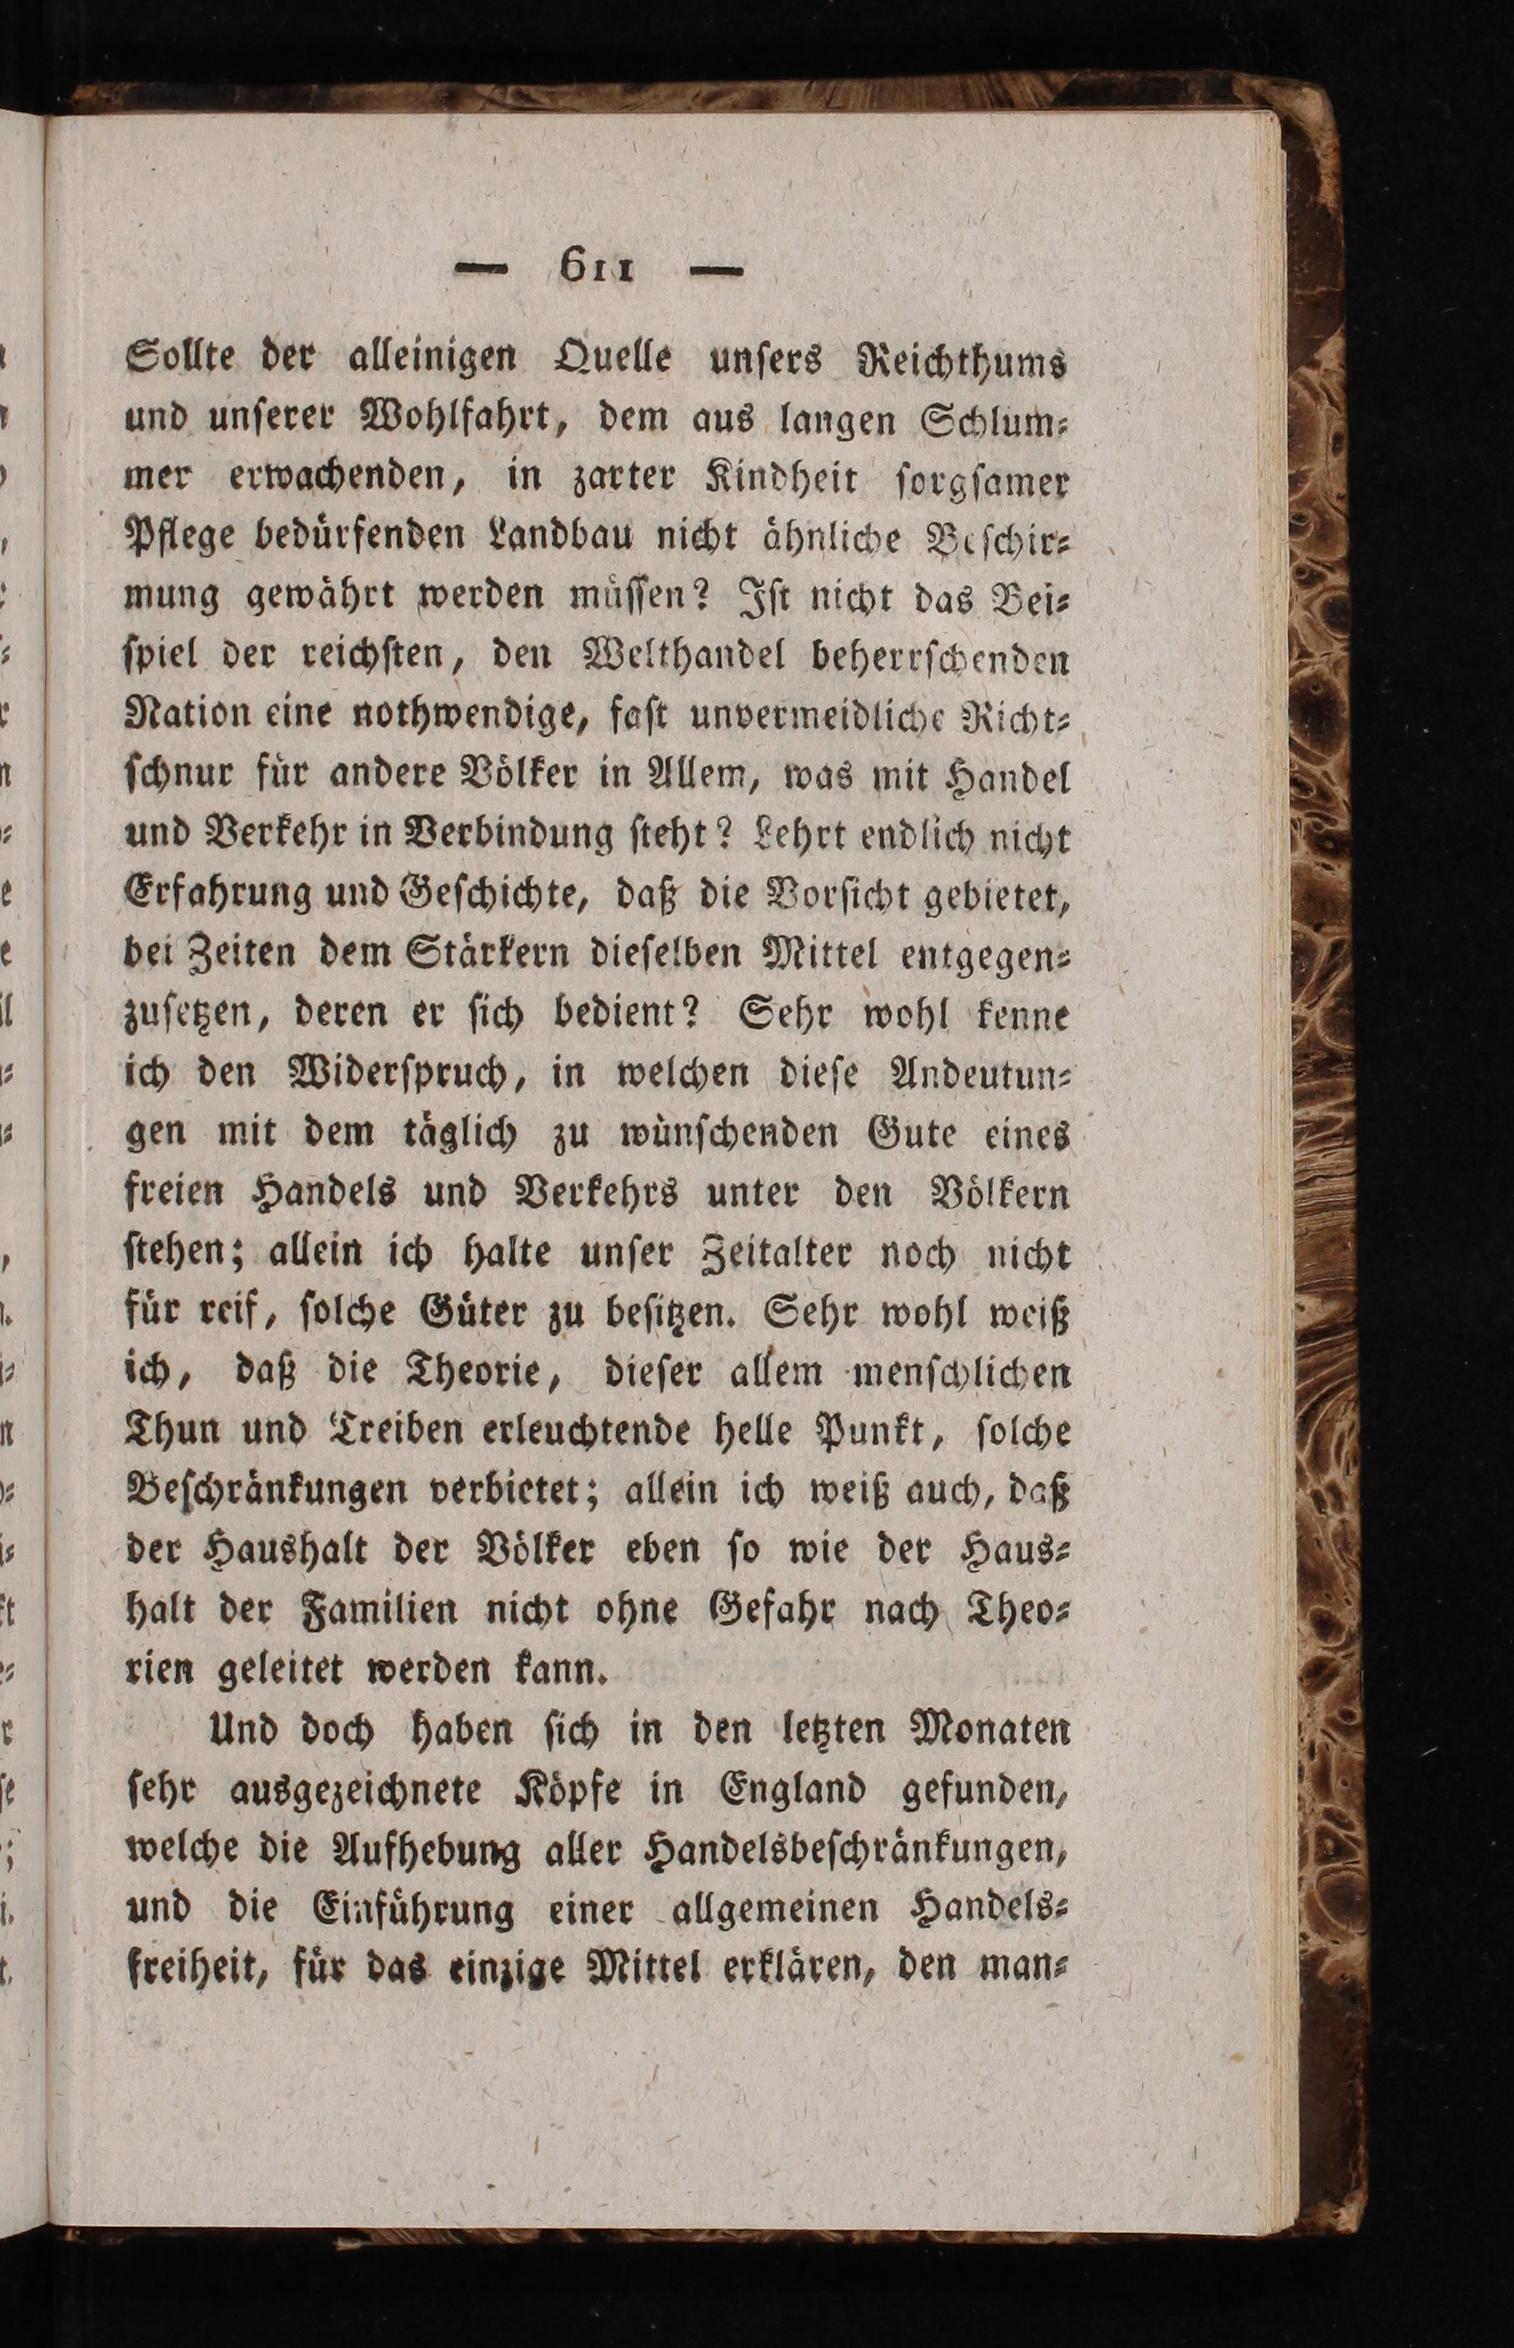 — 611 —
Sollte der alleinigen Quelle unſers Reichthums
und unſerer Wohlfahrt, dem aus langen Schlum⸗
mer erwachenden, in zarter Kindheit ſorgſamer
Pflege bedürfenden Landbau nicht ähnliche Beſchir⸗
mung gewährt werden müſſen? Iſt nicht das Bei⸗
ſpiel der reichſten, den Welthandel beherrſchenden
Nation eine nothwendige, faſt unvermeidliche Richt⸗
ſchnur für andere Völker in Allem, was mit Handel
und Verkehr in Verbindung ſteht? Lehrt endlich nicht
Erfahrung und Geſchichte, daß die Vorſicht gebietet,
bei Zeiten dem Stärkern dieſelben Mittel entgegen⸗
zuſetzen, deren er ſich bedient? Sehr wohl kenne
ich den Widerſpruch, in welchen dieſe Andeutun⸗
gen mit dem täglich zu wünſchenden Gute eines
freien Handels und Verkehrs unter den Völkern
ſtehen; allein ich halte unſer Zeitalter noch nicht
für reif, ſolche Güter zu beſitzen. Sehr wohl weiß
ich, daß die Theorie, dieſer allem menſchlichen
Thun und Treiben erleuchtende helle Punkt, ſolche
Beſchränkungen verbietet; allein ich weiß auch, daß
der Haushalt der Völker eben ſo wie der Haus⸗
halt der Familien nicht ohne Gefahr nach Theo⸗
rien geleitet werden kann.
Und doch haben ſich in den letzten Monaten
ſehr ausgezeichnete Köpfe in England gefunden,
welche die Aufhebung aller Handelsbeſchränkungen,
und die Einführung einer allgemeinen Handels⸗
freiheit, für das einzige Mittel erklären, den man⸗